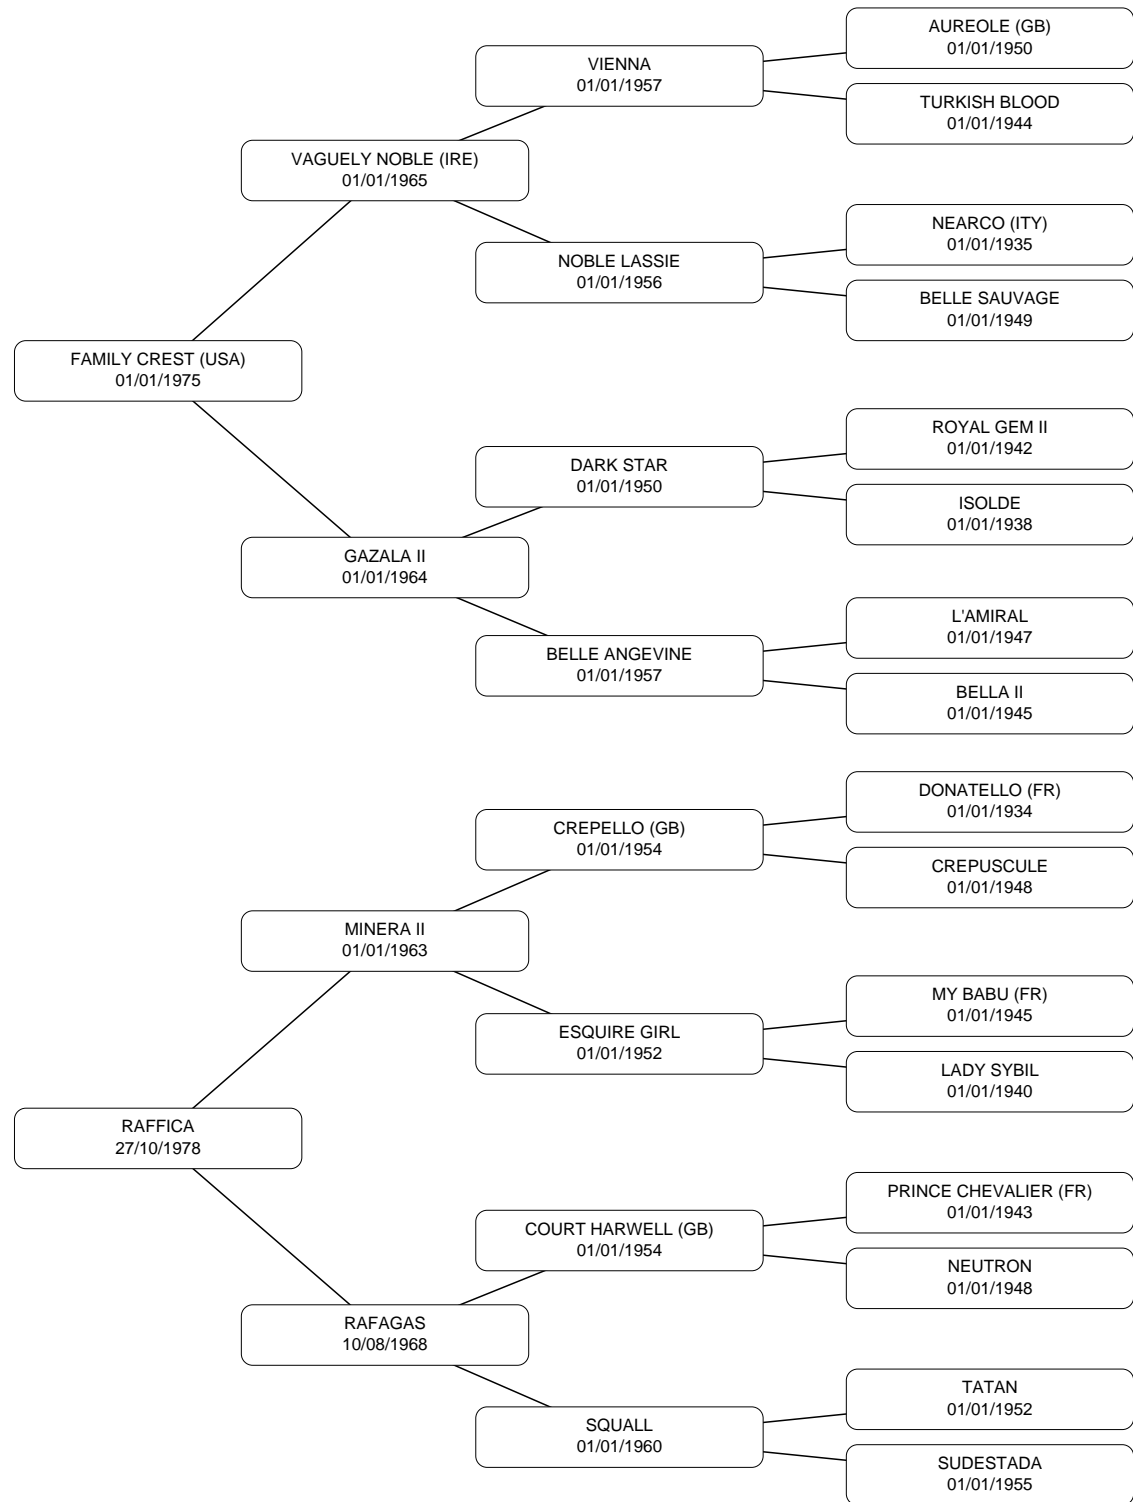 AUREOLE (GB)
01/01/1950
VIENNA
01/01/1957
TURKISH BLOOD
01/01/1944
VAGUELY NOBLE (IRE)
01/01/1965
NEARCO (ITY)
01/01/1935
NOBLE LASSIE
01/01/1956
BELLE SAUVAGE
01/01/1949
FAMILY CREST (USA)
01/01/1975
ROYAL GEM II
01/01/1942
DARK STAR
01/01/1950
ISOLDE
01/01/1938
GAZALA II
01/01/1964
L'AMIRAL
01/01/1947
BELLE ANGEVINE
01/01/1957
BELLA II
01/01/1945
DONATELLO (FR)
01/01/1934
CREPELLO (GB)
01/01/1954
CREPUSCULE
01/01/1948
MINERA II
01/01/1963
MY BABU (FR)
01/01/1945
ESQUIRE GIRL
01/01/1952
LADY SYBIL
01/01/1940
RAFFICA
27/10/1978
PRINCE CHEVALIER (FR)
01/01/1943
COURT HARWELL (GB)
01/01/1954
NEUTRON
01/01/1948
RAFAGAS
10/08/1968
TATAN
01/01/1952
SQUALL
01/01/1960
SUDESTADA
01/01/1955